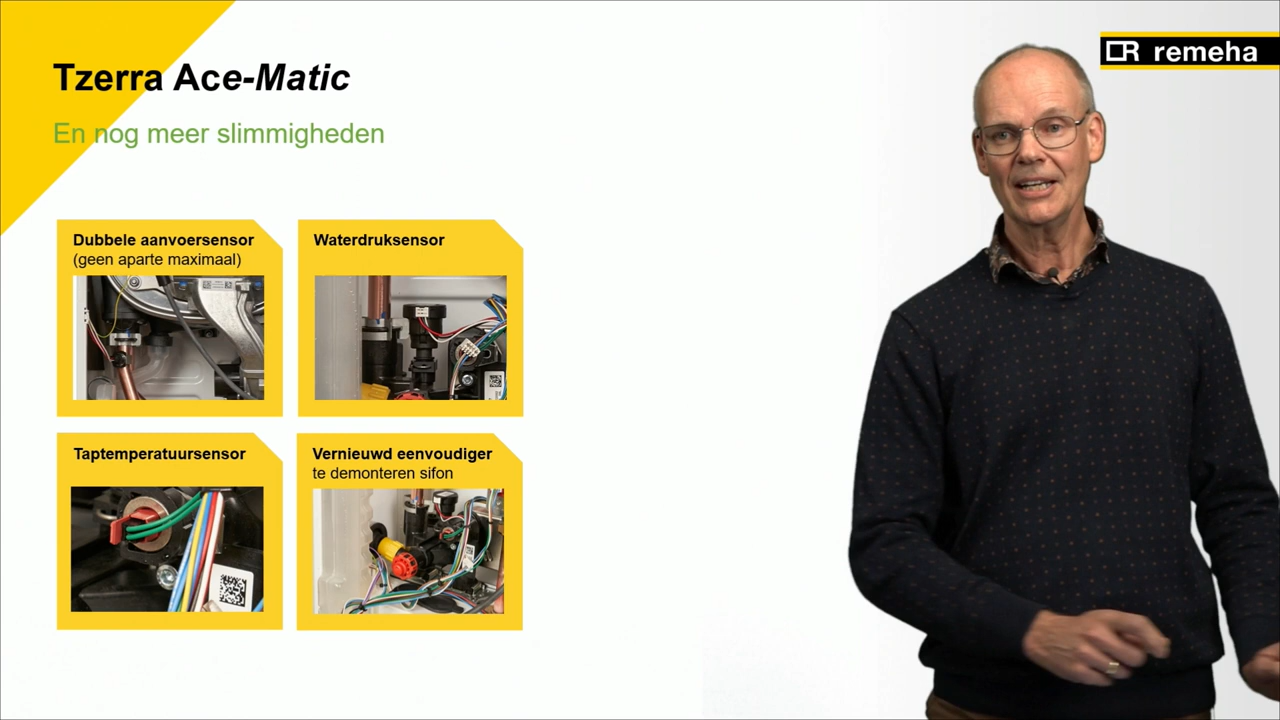 Tzerra Ace-Matic
En nog meer slimmigheden
remeha
Dubbele aanvoersensor
(geen aparte maximaal)
Waterdruksensor
Taptemperatuursensor
Vernieuwd eenvoudiger
te demonteren sifon